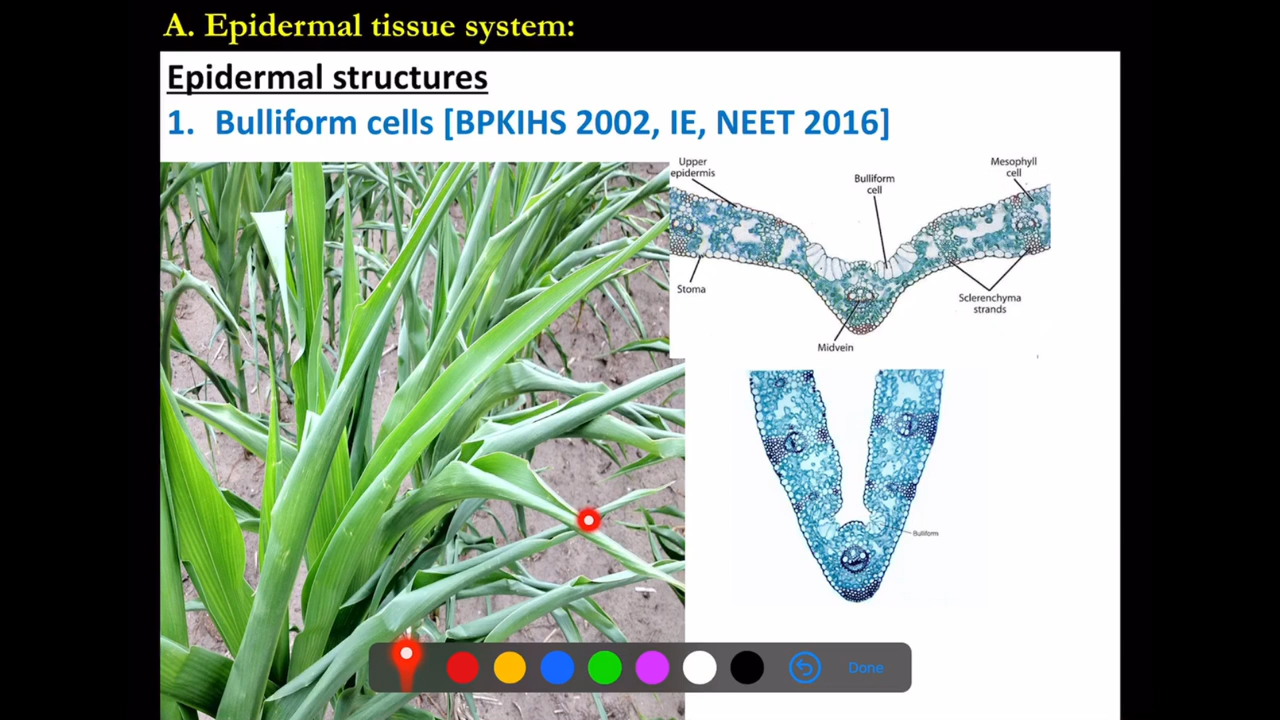 A. Epidermal tissue system:
Epidermal structures
1. Bulliform cells [BPKIHS 2002, IE, NEET 2016]
Upper
epidermis
Bulliform
cell
Mesophyll
cell
Stoma
Sclerenchyma
strands
Midvein
Bulliform
Done